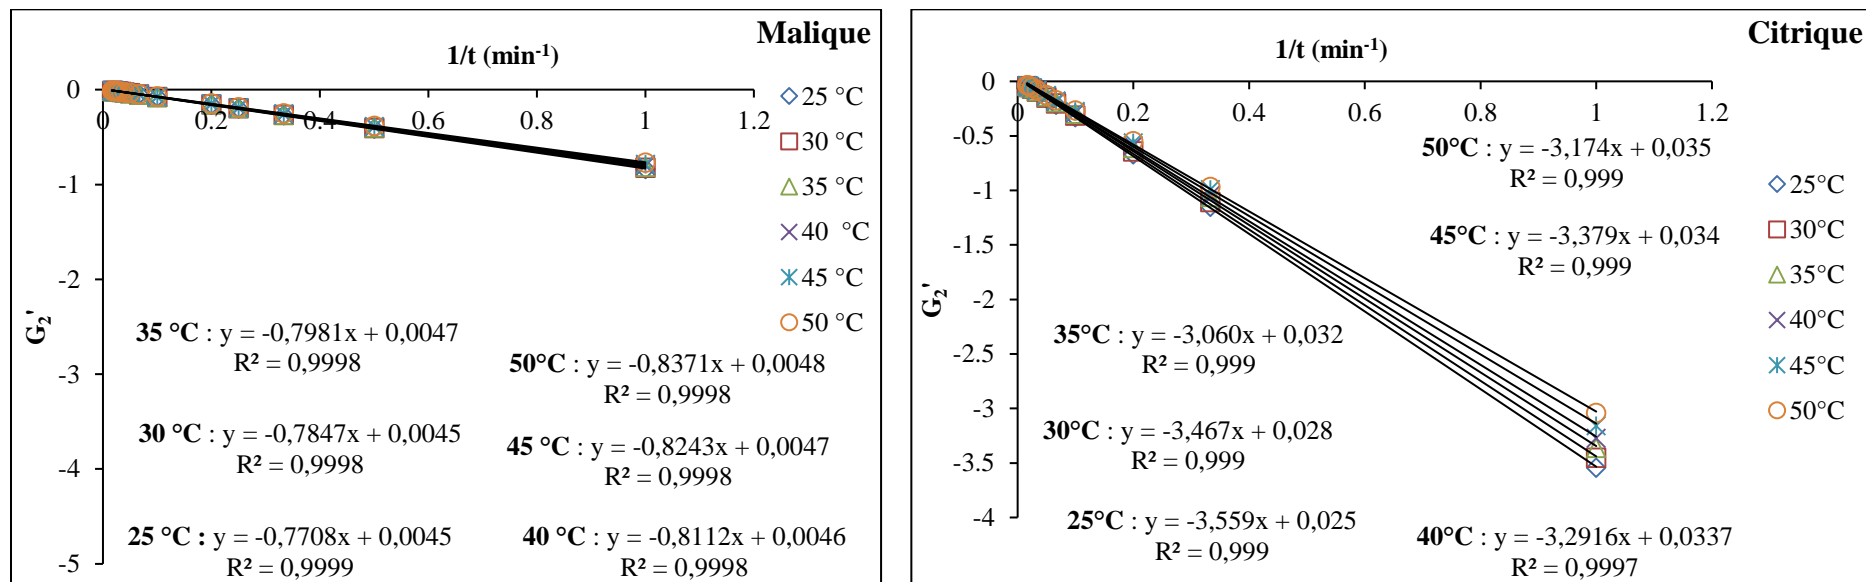 Malique
1/t (min⁻¹)
0
0.2
0.4
0.6
0.8
1
1.2
0
-1
-2
-3
-4
-5
G₂'
25 °C
30 °C
35 °C
40 °C
45 °C
50 °C
35 °C : y = -0,7981x + 0,0047
R² = 0,9998
50°C : y = -0,8371x + 0,0048
R² = 0,9998
30 °C : y = -0,7847x + 0,0045
R² = 0,9998
45 °C : y = -0,8243x + 0,0047
R² = 0,9998
25 °C : y = -0,7708x + 0,0045
R² = 0,9999
40 °C : y = -0,8112x + 0,0046
R² = 0,9998
Citrique
1/t (min⁻¹)
0
0.2
0.4
0.6
0.8
1
1.2
0
-0.5
-1
-1.5
-2
-2.5
-3
-3.5
-4
G₂'
50°C : y = -3,174x + 0,035
R² = 0,999
45°C : y = -3,379x + 0,034
R² = 0,999
35°C : y = -3,060x + 0,032
R² = 0,999
30°C : y = -3,467x + 0,028
R² = 0,999
25°C : y = -3,559x + 0,025
R² = 0,999
40°C : y = -3,2916x + 0,0337
R² = 0,9997
25°C
30°C
35°C
40°C
45°C
50°C